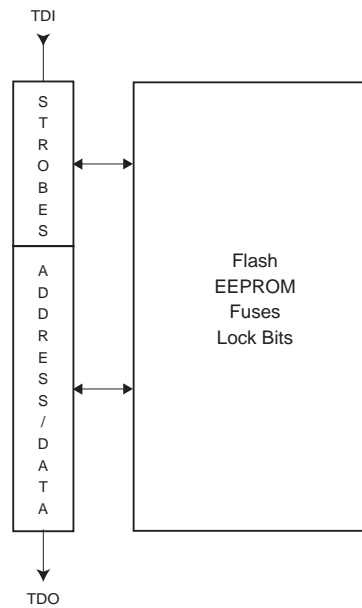 TDI
STROBES
ADDRESS/DATA
Flash
EEPROM
Fuses
Lock Bits
TDO